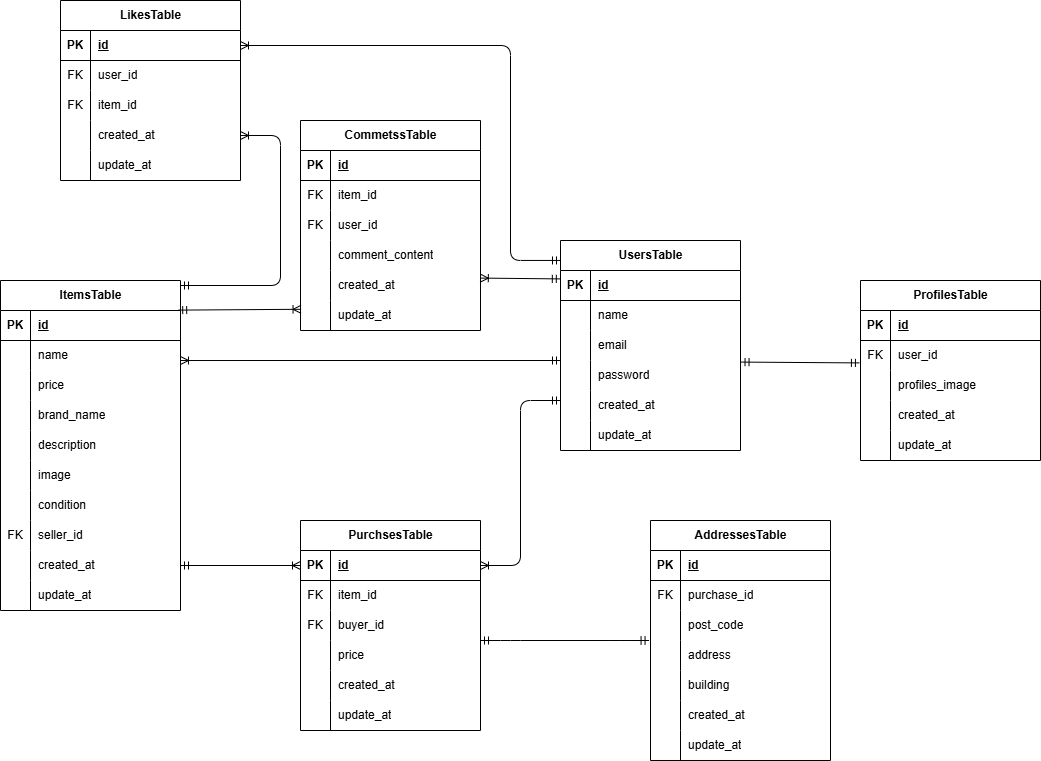 LikesTable
PK id
FK user_id
FK item_id
created_at
update_at
CommetssTable
PK id
FK item_id
FK user_id
comment_content
created_at
update_at
UsersTable
PK id
name
email
password
created_at
update_at
ItemsTable
PK id
name
price
brand_name
description
image
condition
FK seller_id
created_at
update_at
ProfilesTable
PK id
FK user_id
profiles_image
created_at
update_at
PurchsesTable
PK id
FK item_id
FK buyer_id
price
created_at
update_at
AddressesTable
PK id
FK purchase_id
post_code
address
building
created_at
update_at